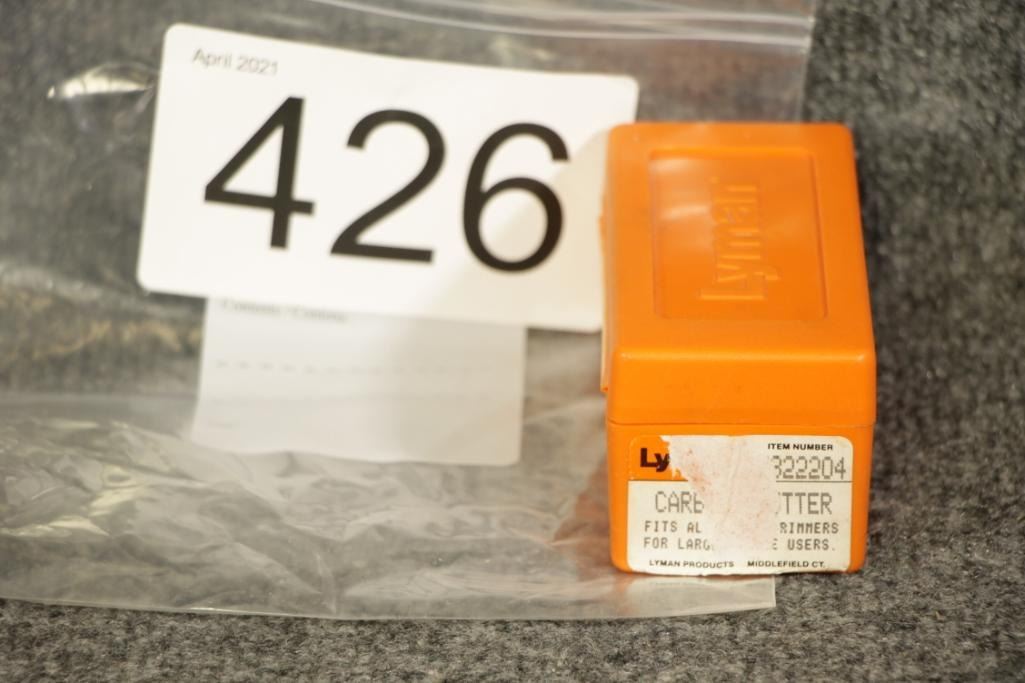 April 2021
426
Lyman
Ly ITEM NUMBER
322204
CARB TTER
FITS AL RIMMERS
FOR LARG E USERS.
LYMAN PRODUCTS MIDDLEFIELD CT.